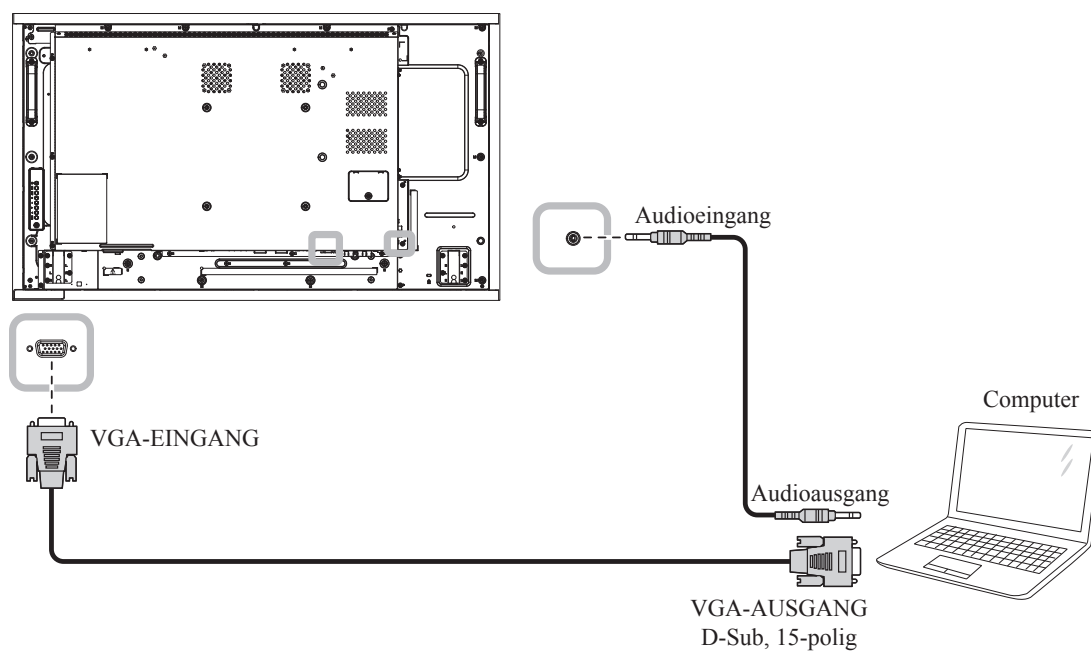 Audioeingang
VGA-EINGANG
Computer
Audioausgang
VGA-AUSGANG
D-Sub, 15-polig